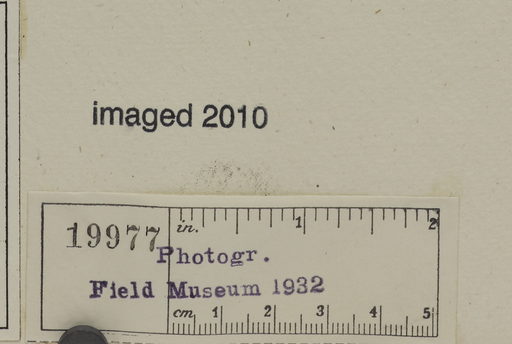 imaged 2010
in. 1 2
19977
Photogr.
Field Museum 1932
cm 1 2 3 4 5